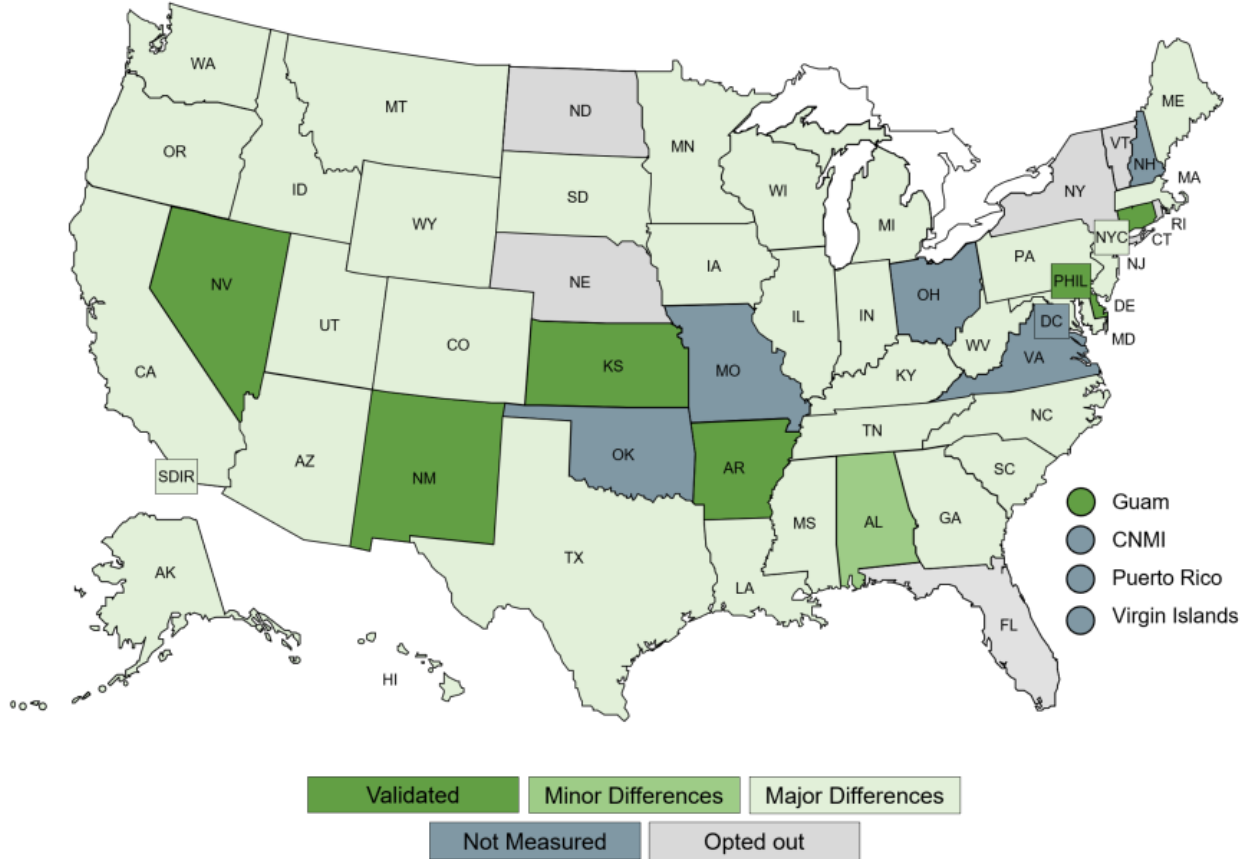 WA
MT
ND
MN
ME
VT
NH
OR
ID
SD
WI
NY
MA
WY
MI
RI
NYC
CT
IA
PA
NJ
NE
NV
PHIL
OH
DE
UT
IL
IN
DC
CO
WV
MD
VA
KS
MO
CA
KY
NC
TN
OK
AZ
AR
SC
SDIR
NM
MS
AL
GA
Guam
CNMI
TX
AK
Puerto Rico
LA
Virgin Islands
FL
HI
Validated
Minor Differences
Major Differences
Not Measured
Opted out